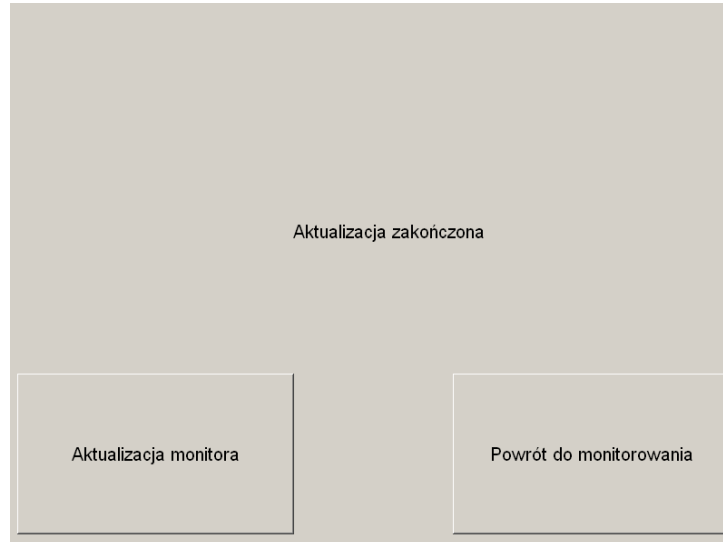 Aktualizacja zakończona
Aktualizacja monitora
Powrót do monitorowania